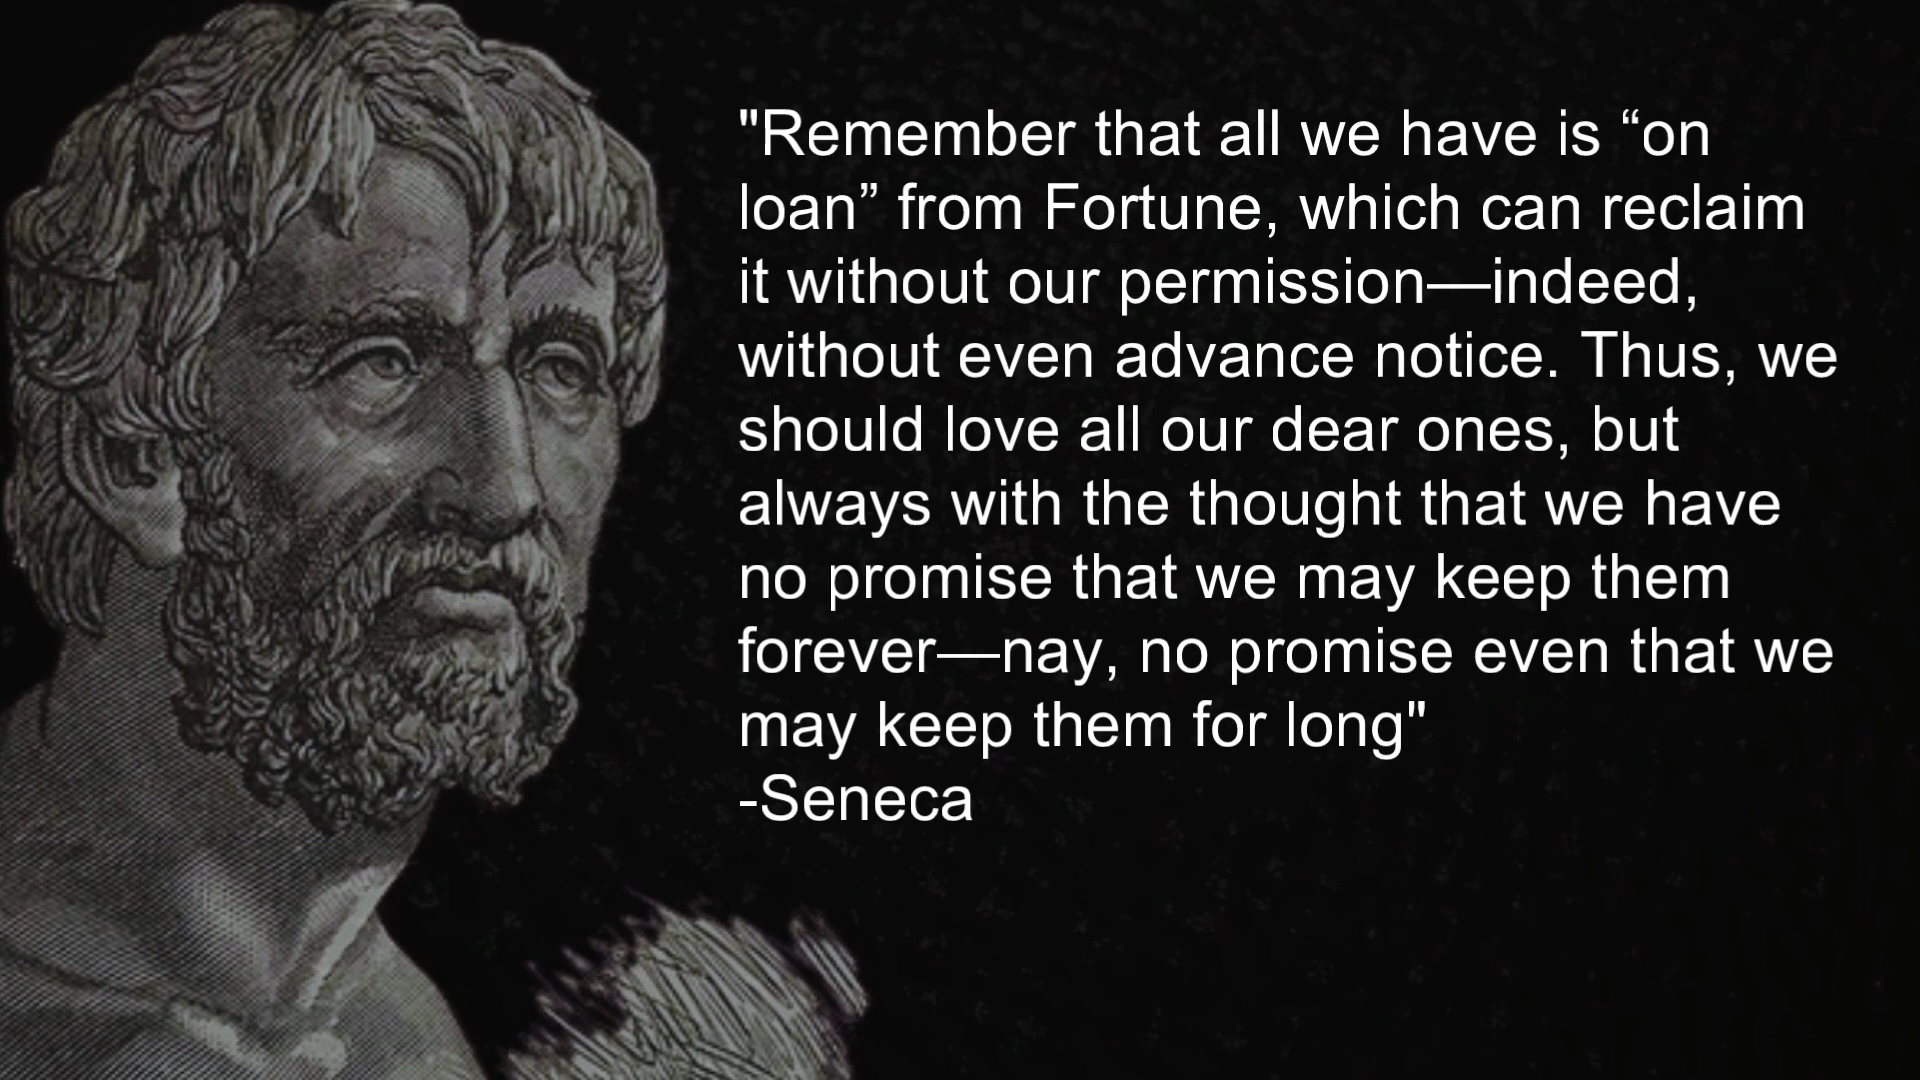 "Remember that all we have is “on
loan” from Fortune, which can reclaim
it without our permission—indeed,
without even advance notice. Thus, we
should love all our dear ones, but
always with the thought that we have
no promise that we may keep them
forever—nay, no promise even that we
may keep them for long"
-Seneca